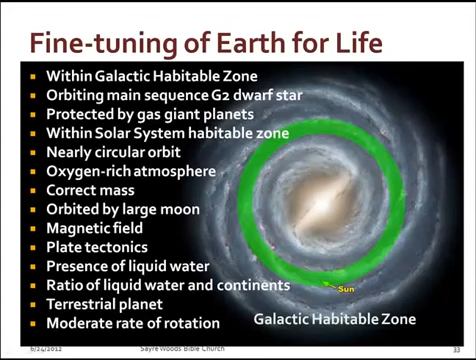 Fine-tuning of Earth for Life
Within Galactic Habitable Zone
Orbiting main sequence G2 dwarf star
Protected by gas giant planets
Within Solar System habitable zone
Nearly circular orbit
Oxygen-rich atmosphere
Correct mass
Orbited by large moon
Magnetic field
Plate tectonics
Presence of liquid water
Ratio of liquid water and continents
Terrestrial planet
Moderate rate of rotation
Sun
Galactic Habitable Zone
6/24/2012 Sayre Woods Bible Church 33